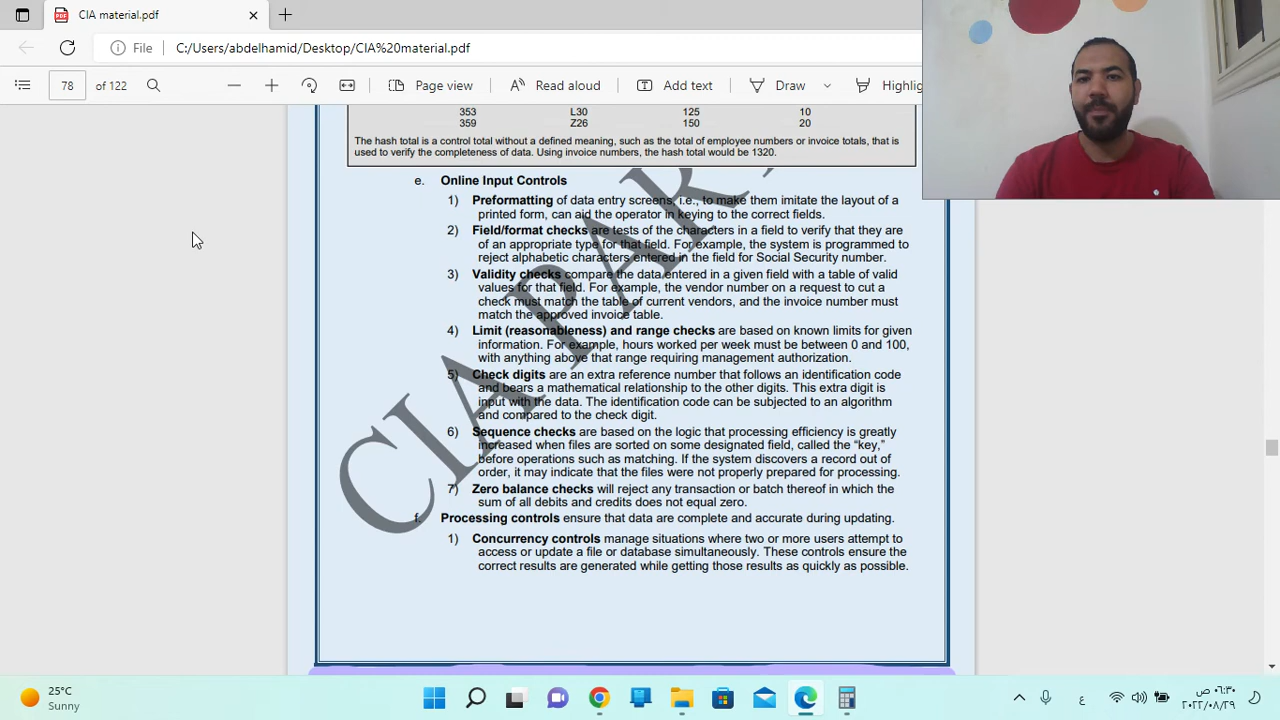 CIA material.pdf
File
C:/Users/abdelhamid/Desktop/CIA%20material.pdf
78 of 122
Page view
Read aloud
Add text
Draw
Highlig
353 L30 125 10
359 Z26 150 20
The hash total is a control total without a defined meaning, such as the total of employee numbers or invoice totals, that is
used to verify the completeness of data. Using invoice numbers, the hash total would be 1320.
e. Online Input Controls
1) Preformatting of data entry screens, i.e., to make them imitate the layout of a
printed form, can aid the operator in keying to the correct fields.
2) Field/format checks are tests of the characters in a field to verify that they are
of an appropriate type for that field. For example, the system is programmed to
reject alphabetic characters entered in the field for Social Security number.
3) Validity checks compare the data entered in a given field with a table of valid
values for that field. For example, the vendor number on a request to cut a
check must match the table of current vendors, and the invoice number must
match the approved invoice table.
4) Limit (reasonableness) and range checks are based on known limits for given
information. For example, hours worked per week must be between 0 and 100,
with anything above that range requiring management authorization.
5) Check digits are an extra reference number that follows an identification code
and bears a mathematical relationship to the other digits. This extra digit is
input with the data. The identification code can be subjected to an algorithm
and compared to the check digit.
6) Sequence checks are based on the logic that processing efficiency is greatly
increased when files are sorted on some designated field, called the “key,”
before operations such as matching. If the system discovers a record out of
order, it may indicate that the files were not properly prepared for processing.
7) Zero balance checks will reject any transaction or batch thereof in which the
sum of all debits and credits does not equal zero.
f. Processing controls ensure that data are complete and accurate during updating.
1) Concurrency controls manage situations where two or more users attempt to
access or update a file or database simultaneously. These controls ensure the
correct results are generated while getting those results as quickly as possible.
CIA PAR
25°C
Sunny
ع
٠٦:٣٠ ص
٢٠٢٢/٠٨/٢٩